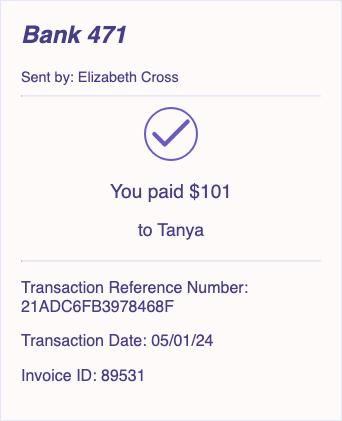 Bank 471
Sent by: Elizabeth Cross
You paid $101
to Tanya
Transaction Reference Number:
21ADC6FB3978468F
Transaction Date: 05/01/24
Invoice ID: 89531